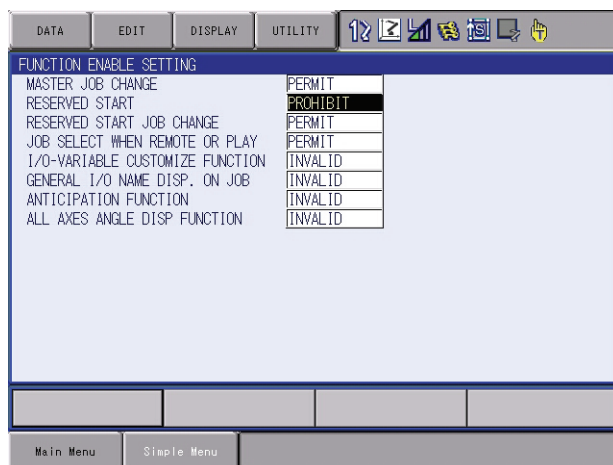 DATA EDIT DISPLAY UTILITY
FUNCTION ENABLE SETTING
MASTER JOB CHANGE PERMIT
RESERVED START PROHIBIT
RESERVED START JOB CHANGE PERMIT
JOB SELECT WHEN REMOTE OR PLAY PERMIT
I/O-VARIABLE CUSTOMIZE FUNCTION INVALID
GENERAL I/O NAME DISP. ON JOB INVALID
ANTICIPATION FUNCTION INVALID
ALL AXES ANGLE DISP FUNCTION INVALID
Main Menu Simple Menu